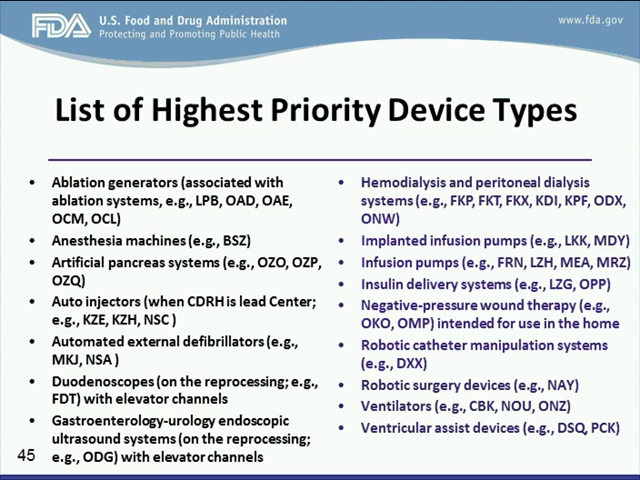 FDA
U.S. Food and Drug Administration
Protecting and Promoting Public Health
www.fda.gov
List of Highest Priority Device Types
• Ablation generators (associated with
ablation systems, e.g., LPB, OAD, OAE,
OCM, OCL)
• Anesthesia machines (e.g., BSZ)
• Artificial pancreas systems (e.g., OZO, OZP,
OZQ)
• Auto injectors (when CDRH is lead Center;
e.g., KZE, KZH, NSC )
• Automated external defibrillators (e.g.,
MKJ, NSA )
• Duodenoscopes (on the reprocessing; e.g.,
FDT) with elevator channels
• Gastroenterology-urology endoscopic
ultrasound systems (on the reprocessing;
e.g., ODG) with elevator channels
• Hemodialysis and peritoneal dialysis
systems (e.g., FKP, FKT, FKX, KDI, KPF, ODX,
ONW)
• Implanted infusion pumps (e.g., LKK, MDY)
• Infusion pumps (e.g., FRN, LZH, MEA, MRZ)
• Insulin delivery systems (e.g., LZG, OPP)
• Negative-pressure wound therapy (e.g.,
OKO, OMP) intended for use in the home
• Robotic catheter manipulation systems
(e.g., DXX)
• Robotic surgery devices (e.g., NAY)
• Ventilators (e.g., CBK, NOU, ONZ)
• Ventricular assist devices (e.g., DSQ, PCK)
45